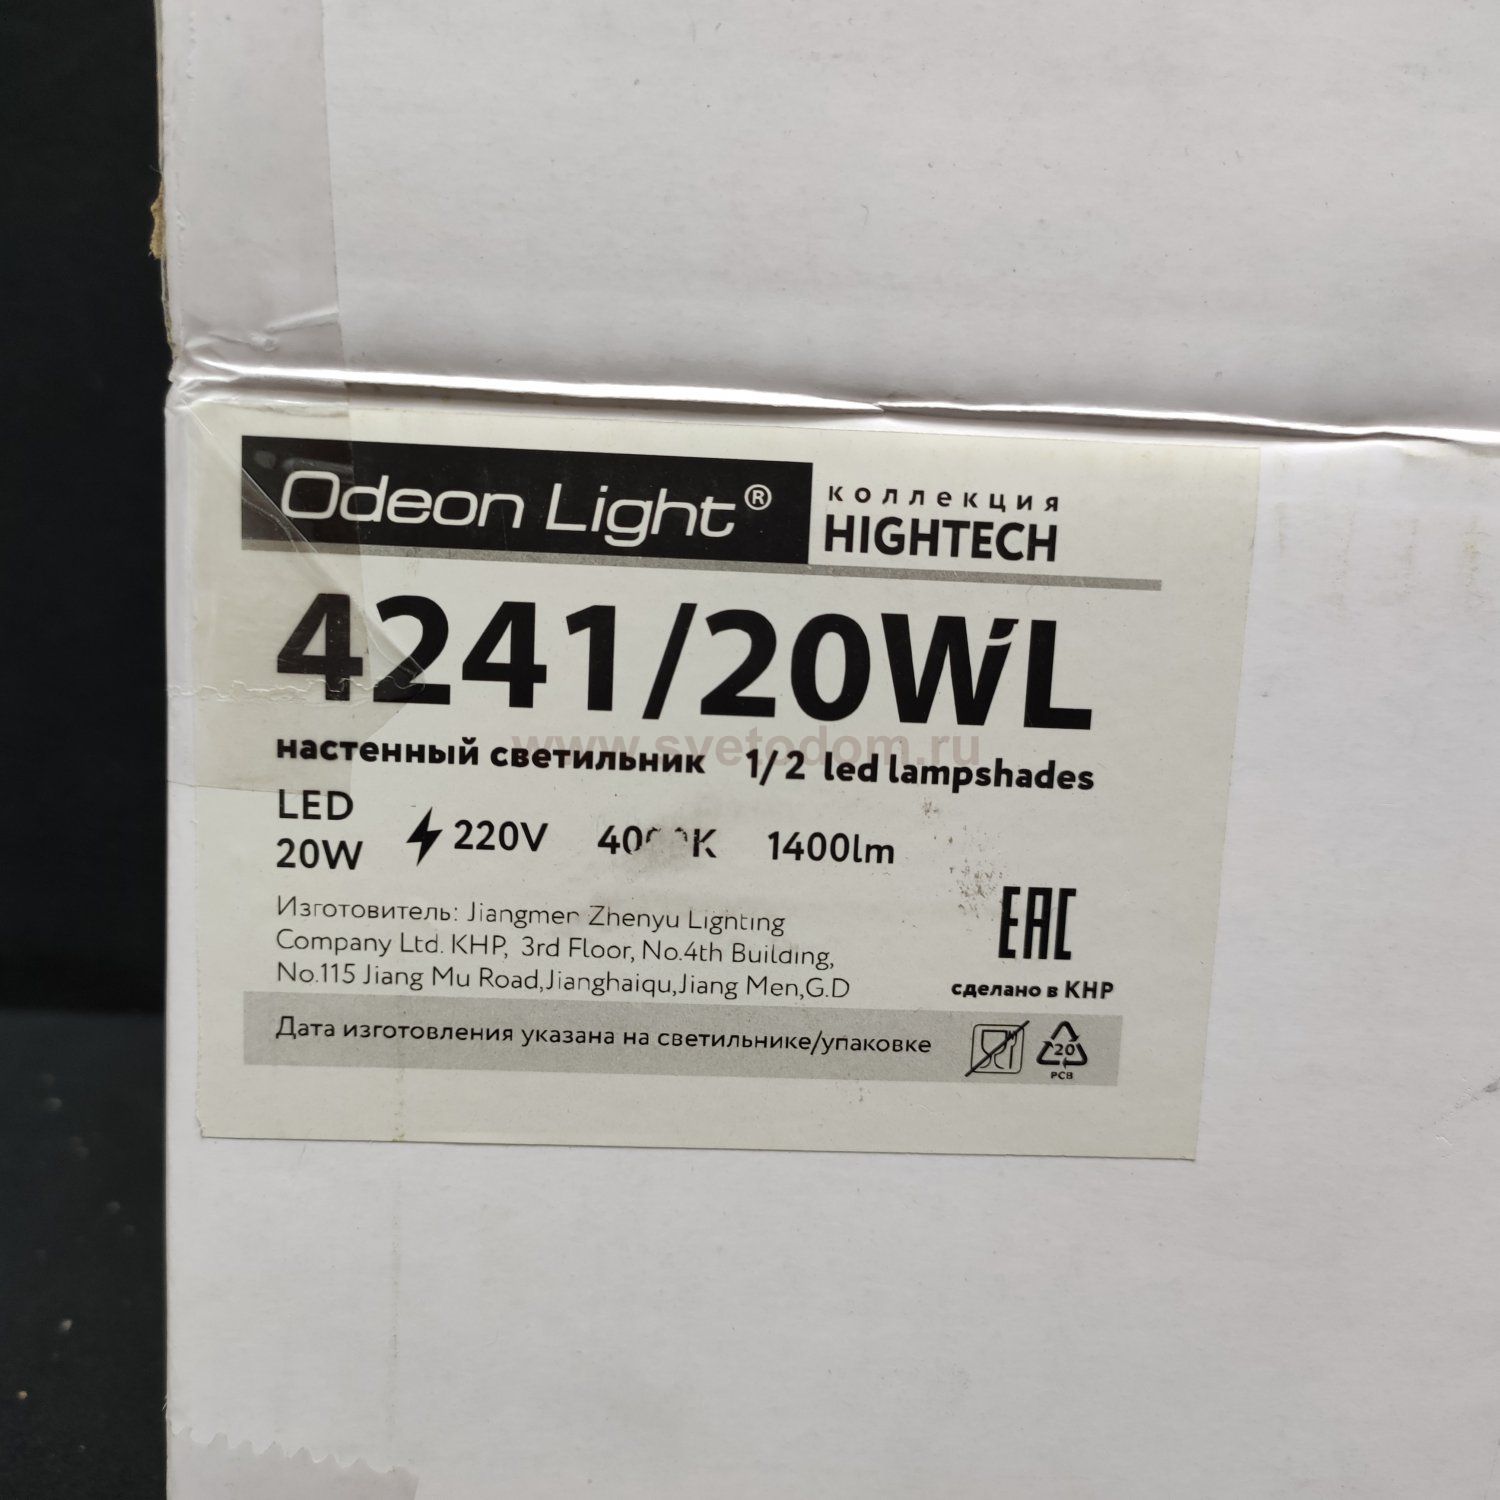 Odeon Light®
коллекция
HIGHTECH
4241/20WL
www.svetodom.ru
настенный светильник 1/2 led lampshades
LED
20W
220V
1400lm
Изготовитель: Jiangmen Zhenyu Lighting
Company Ltd. КНР, 3rd Floor, No.4th Building,
No.115 Jiang Mu Road,Jianghaiqu,Jiang Men,G.D
EAC
сделано в КНР
Дата изготовления указана на светильнике/упаковке
20
PCB